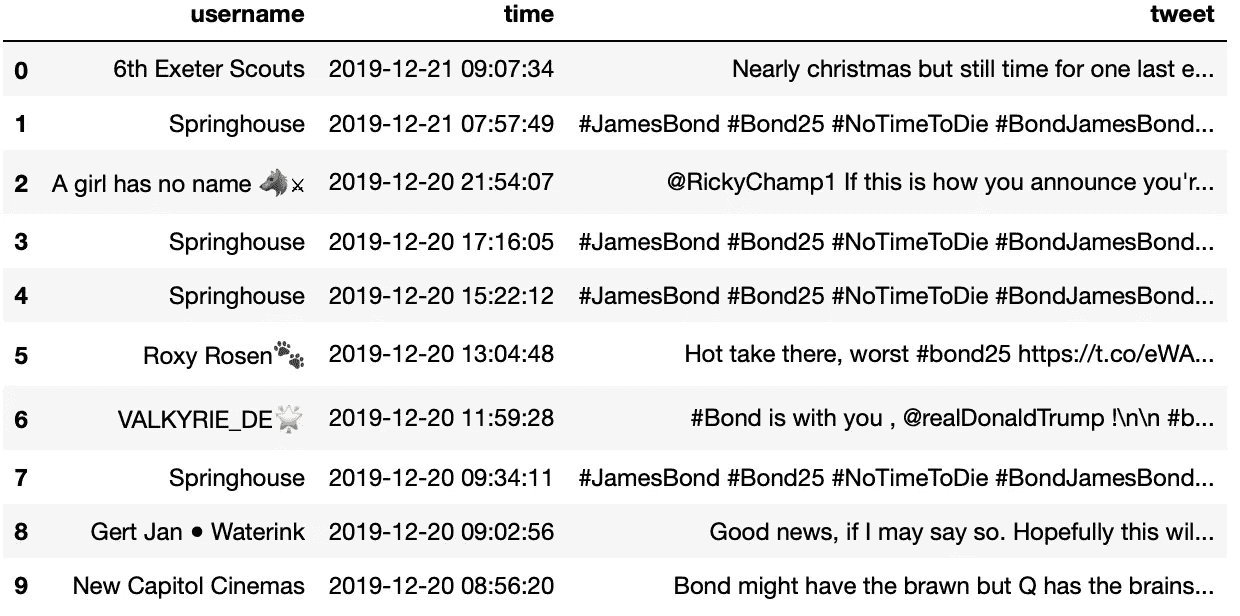 username time tweet
0 6th Exeter Scouts 2019-12-21 09:07:34 Nearly christmas but still time for one last e...
1 Springhouse 2019-12-21 07:57:49 #JamesBond #Bond25 #NoTimeToDie #BondJamesBond...
2 A girl has no name 🐺⚔ 2019-12-20 21:54:07 @RickyChamp1 If this is how you announce you'r...
3 Springhouse 2019-12-20 17:16:05 #JamesBond #Bond25 #NoTimeToDie #BondJamesBond...
4 Springhouse 2019-12-20 15:22:12 #JamesBond #Bond25 #NoTimeToDie #BondJamesBond...
5 Roxy Rosen🐾 2019-12-20 13:04:48 Hot take there, worst #bond25 https://t.co/eWA...
6 VALKYRIE_DE🌟 2019-12-20 11:59:28 #Bond is with you , @realDonaldTrump !\n\n #b...
7 Springhouse 2019-12-20 09:34:11 #JamesBond #Bond25 #NoTimeToDie #BondJamesBond...
8 Gert Jan ● Waterink 2019-12-20 09:02:56 Good news, if I may say so. Hopefully this wil...
9 New Capitol Cinemas 2019-12-20 08:56:20 Bond might have the brawn but Q has the brains...